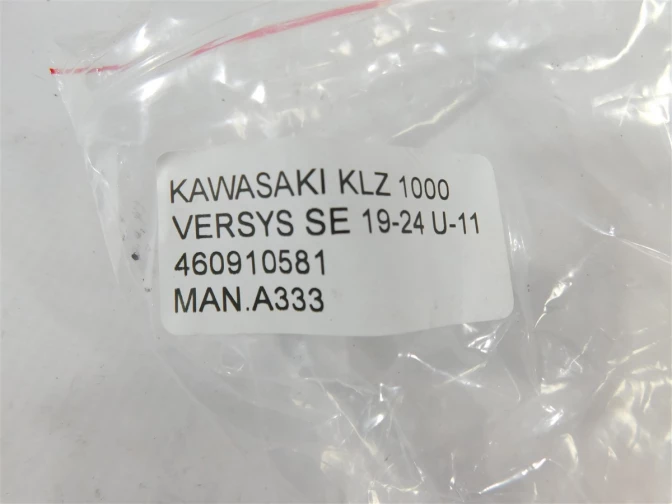 KAWASAKI KLZ 1000
VERSYS SE 19-24 U-11
460910581
MAN.A333